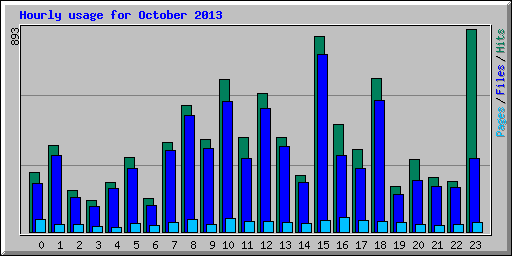 Hourly usage for October 2013
893
Pages / Files / Hits
0 1 2 3 4 5 6 7 8 9 10 11 12 13 14 15 16 17 18 19 20 21 22 23